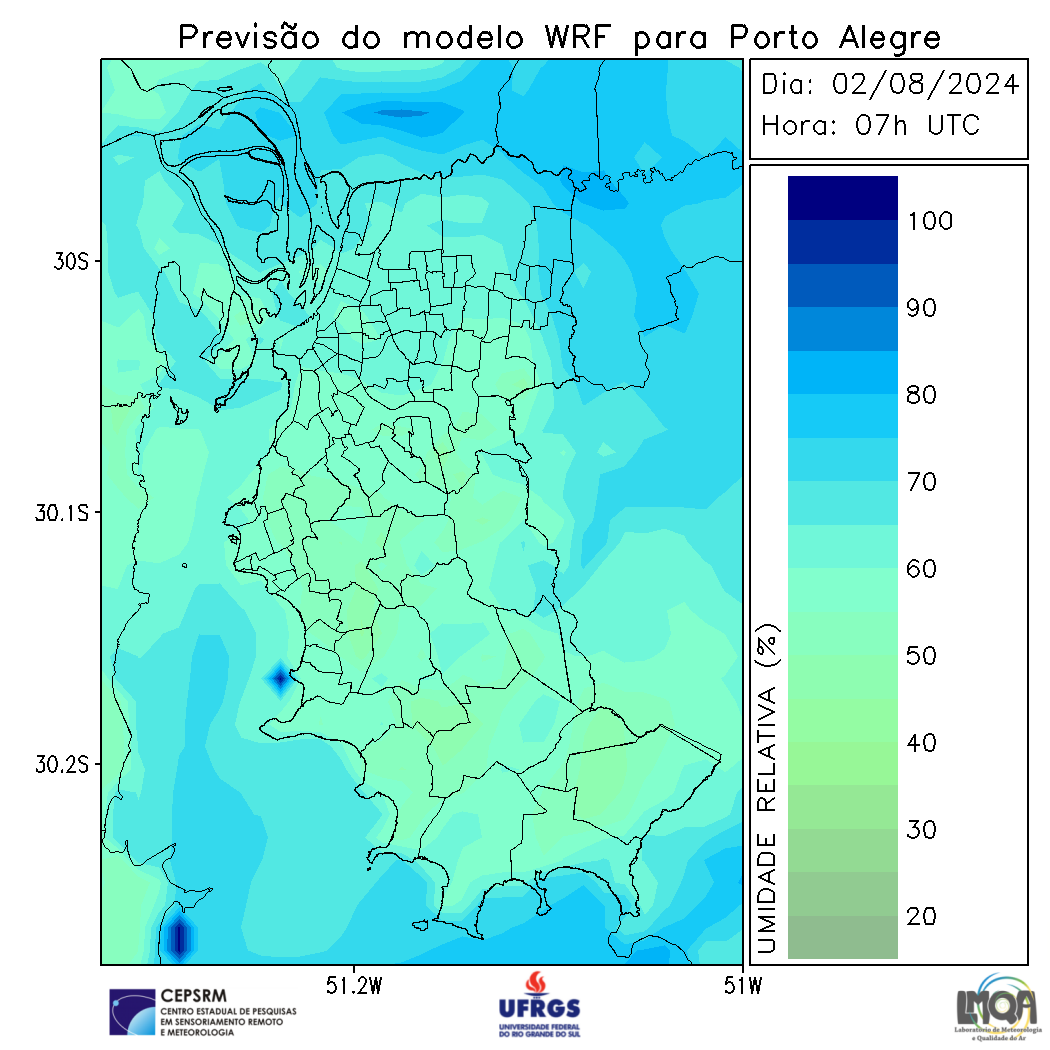 Previsão do modelo WRF para Porto Alegre
Dia: 02/08/2024
Hora: 07h UTC
30S
30.1S
30.2S
51.2W
51W
100
90
80
70
60
50
40
30
20
UMIDADE RELATIVA (%)
CEPSRM
CENTRO ESTADUAL DE PESQUISAS
EM SENSORIAMENTO REMOTO
E METEOROLOGIA
UFRGS
UNIVERSIDADE FEDERAL
DO RIO GRANDE DO SUL
LMQA
Laboratório de Meteorologia
e Qualidade do Ar